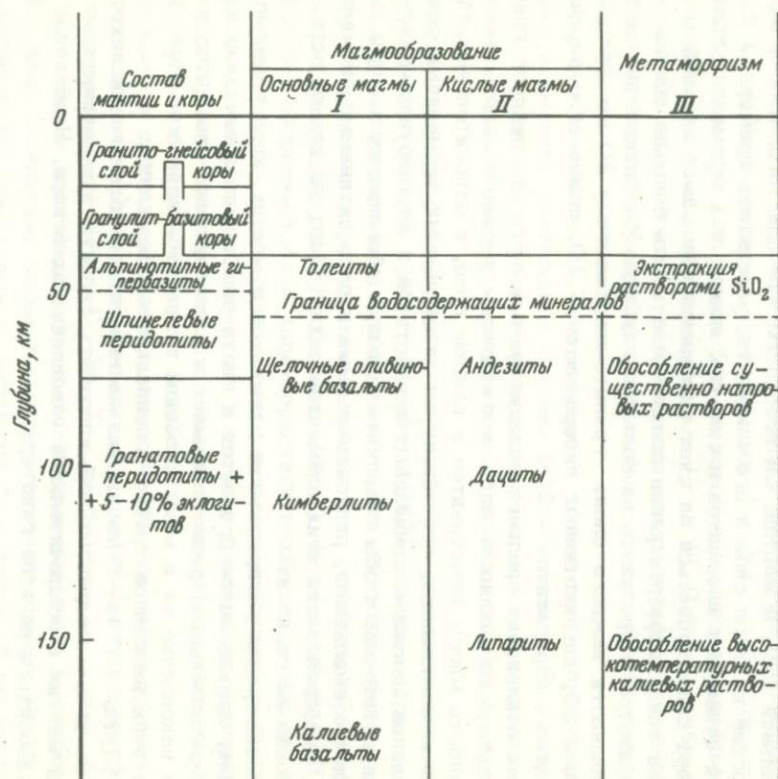 Магмообразование
Состав
мантии и коры
Основные магмы
I
Кислые магмы
II
Метаморфизм
III
Глубина, км
0
50
100
150
Гранито-гнейсовый
слой коры
Гранулит-базитовый
слой коры
Альпинотипные ги-
пербазиты
Шпинелевые
перидотиты
Гранатовые
перидотиты +
+ 5-10% эклоги-
тов
Толеиты
Граница водосодержащих минералов
Щелочные оливино-
вые базальты
Кимберлиты
Калиевые
базальты
Андезиты
Дациты
Липариты
Экстракция
растворами SiO2
Обособление су-
щественно натро-
вых растворов
Обособление высо-
котемпературных
калиевых раство-
ров